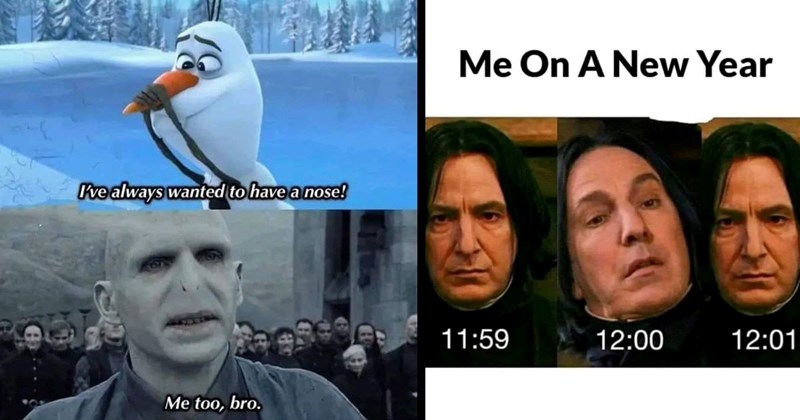 I've always wanted to have a nose!
Me too, bro.
Me On A New Year
11:59
12:00
12:01